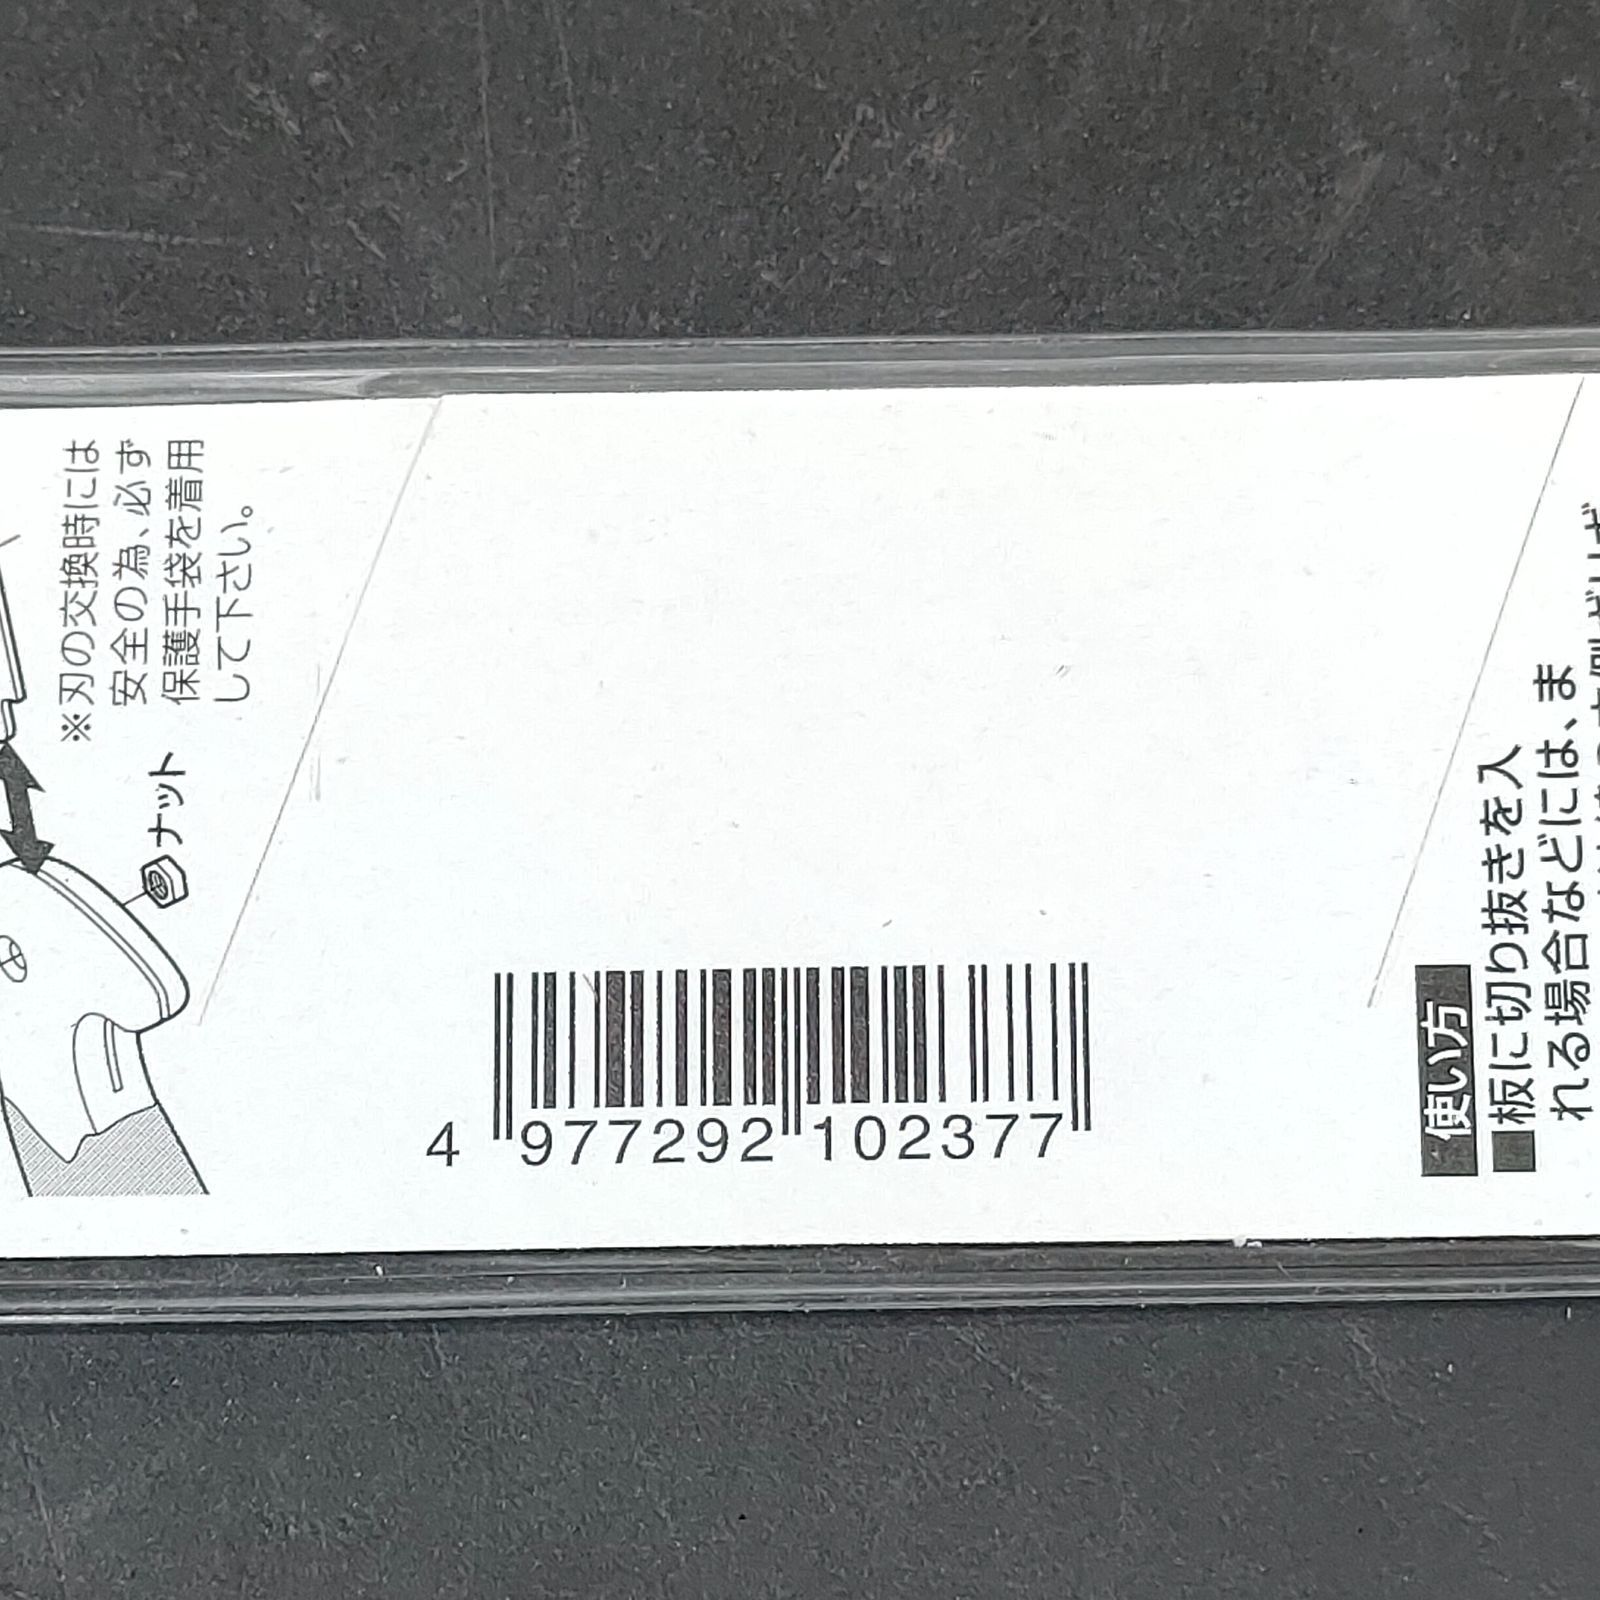 ※刃の交換時には
安全の為、必ず
保護手袋を着用
して下さい。
ナット
4 977292 102377
使い方
■板に切り抜きを入
れる場合などには、ま